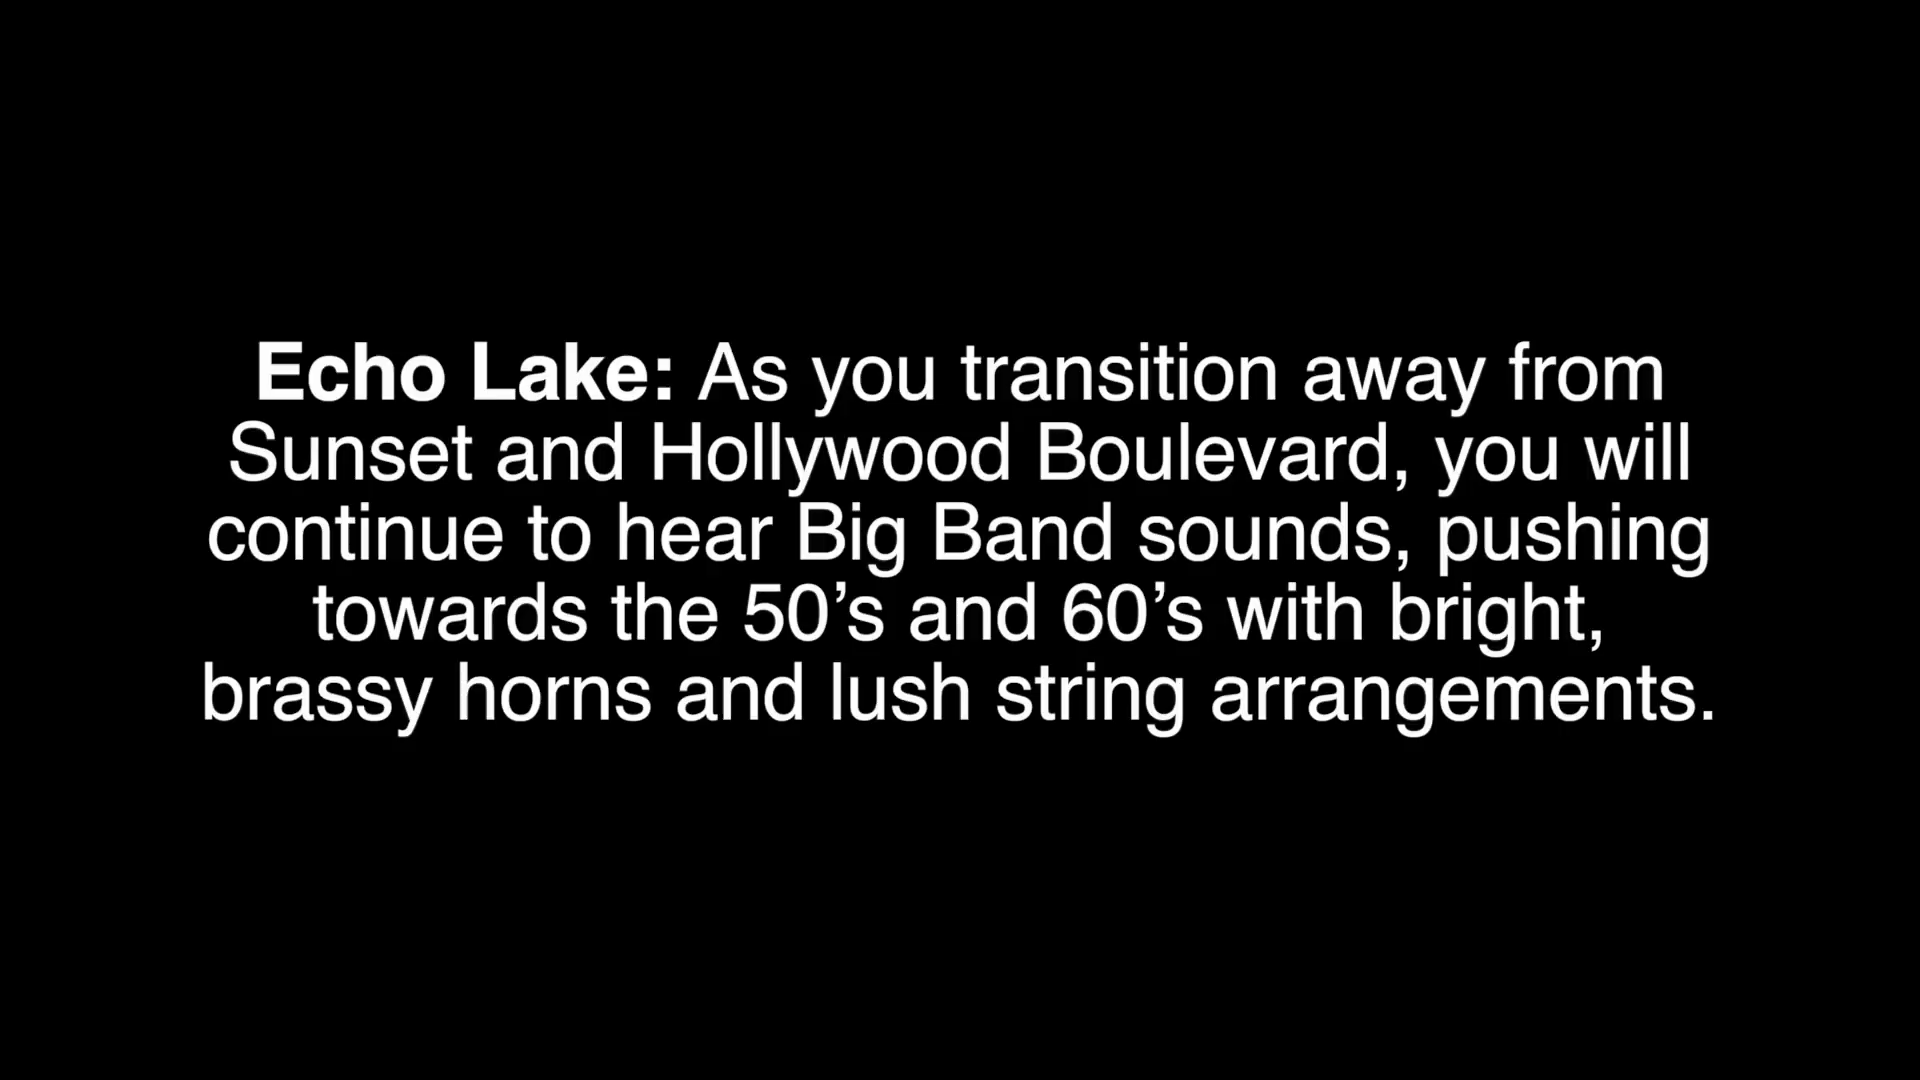 Echo Lake: As you transition away from
Sunset and Hollywood Boulevard, you will
continue to hear Big Band sounds, pushing
towards the 50’s and 60’s with bright,
brassy horns and lush string arrangements.